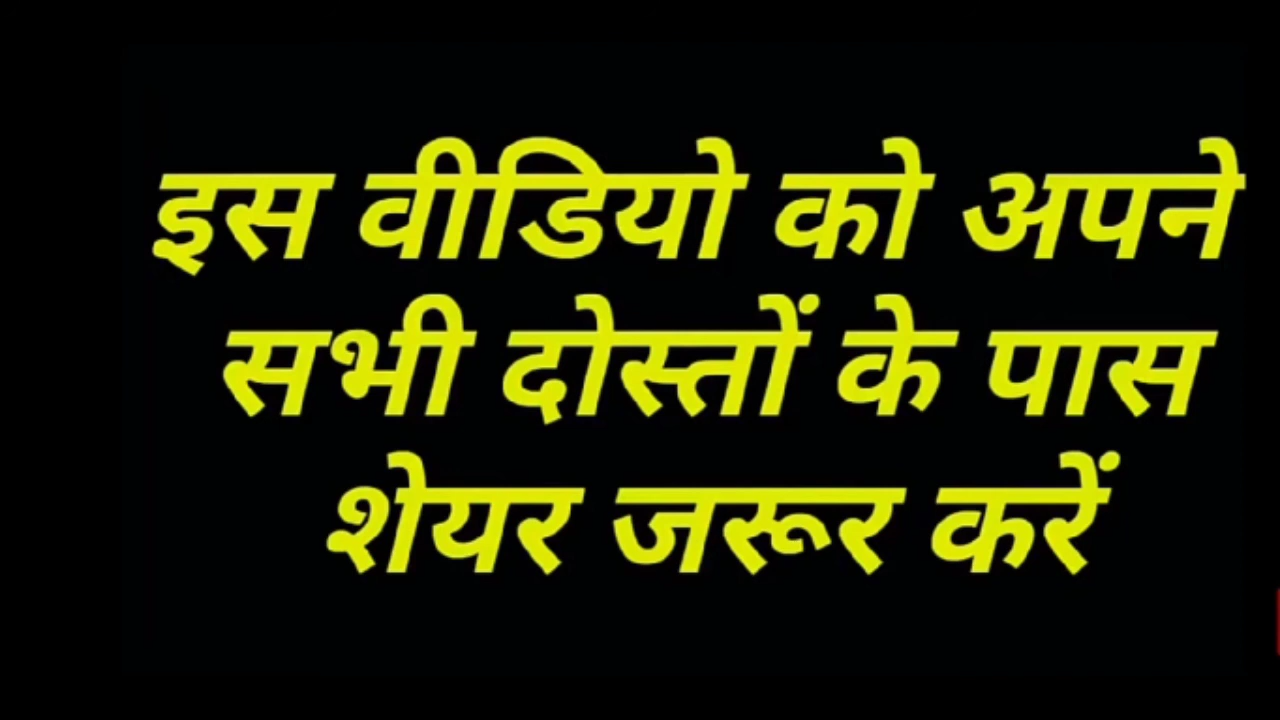 इस वीडियो को अपने
सभी दोस्तों के पास
शेयर जरूर करें